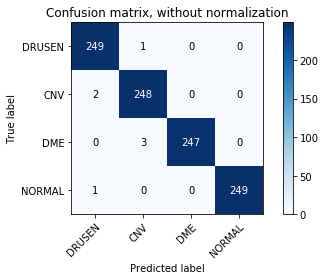 Confusion matrix, without normalization
DRUSEN 249 1 0 0
CNV 2 248 0 0
DME 0 3 247 0
NORMAL 1 0 0 249
DRUSEN CNV DME NORMAL
True label
Predicted label
200
150
100
50
0